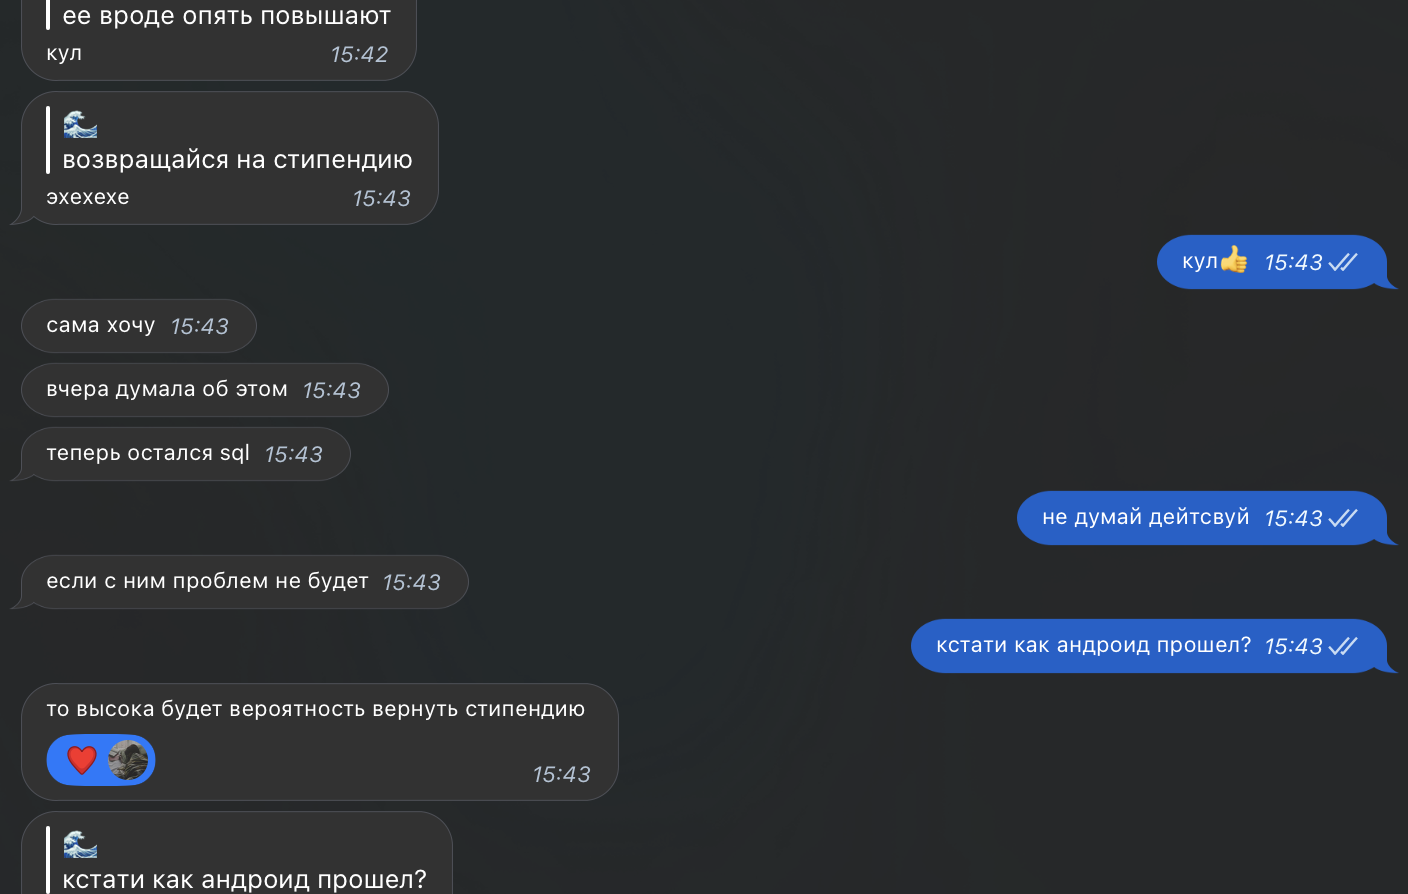 ее вроде опять повышают
кул 15:42
🌊
возвращайся на стипендию
эхехехе 15:43
кул👍 15:43
сама хочу 15:43
вчера думала об этом 15:43
теперь остался sql 15:43
не думай дейтсвуй 15:43
если с ним проблем не будет 15:43
кстати как андроид прошел? 15:43
то высока будет вероятность вернуть стипендию
❤️ 15:43
🌊
кстати как андроид прошел?